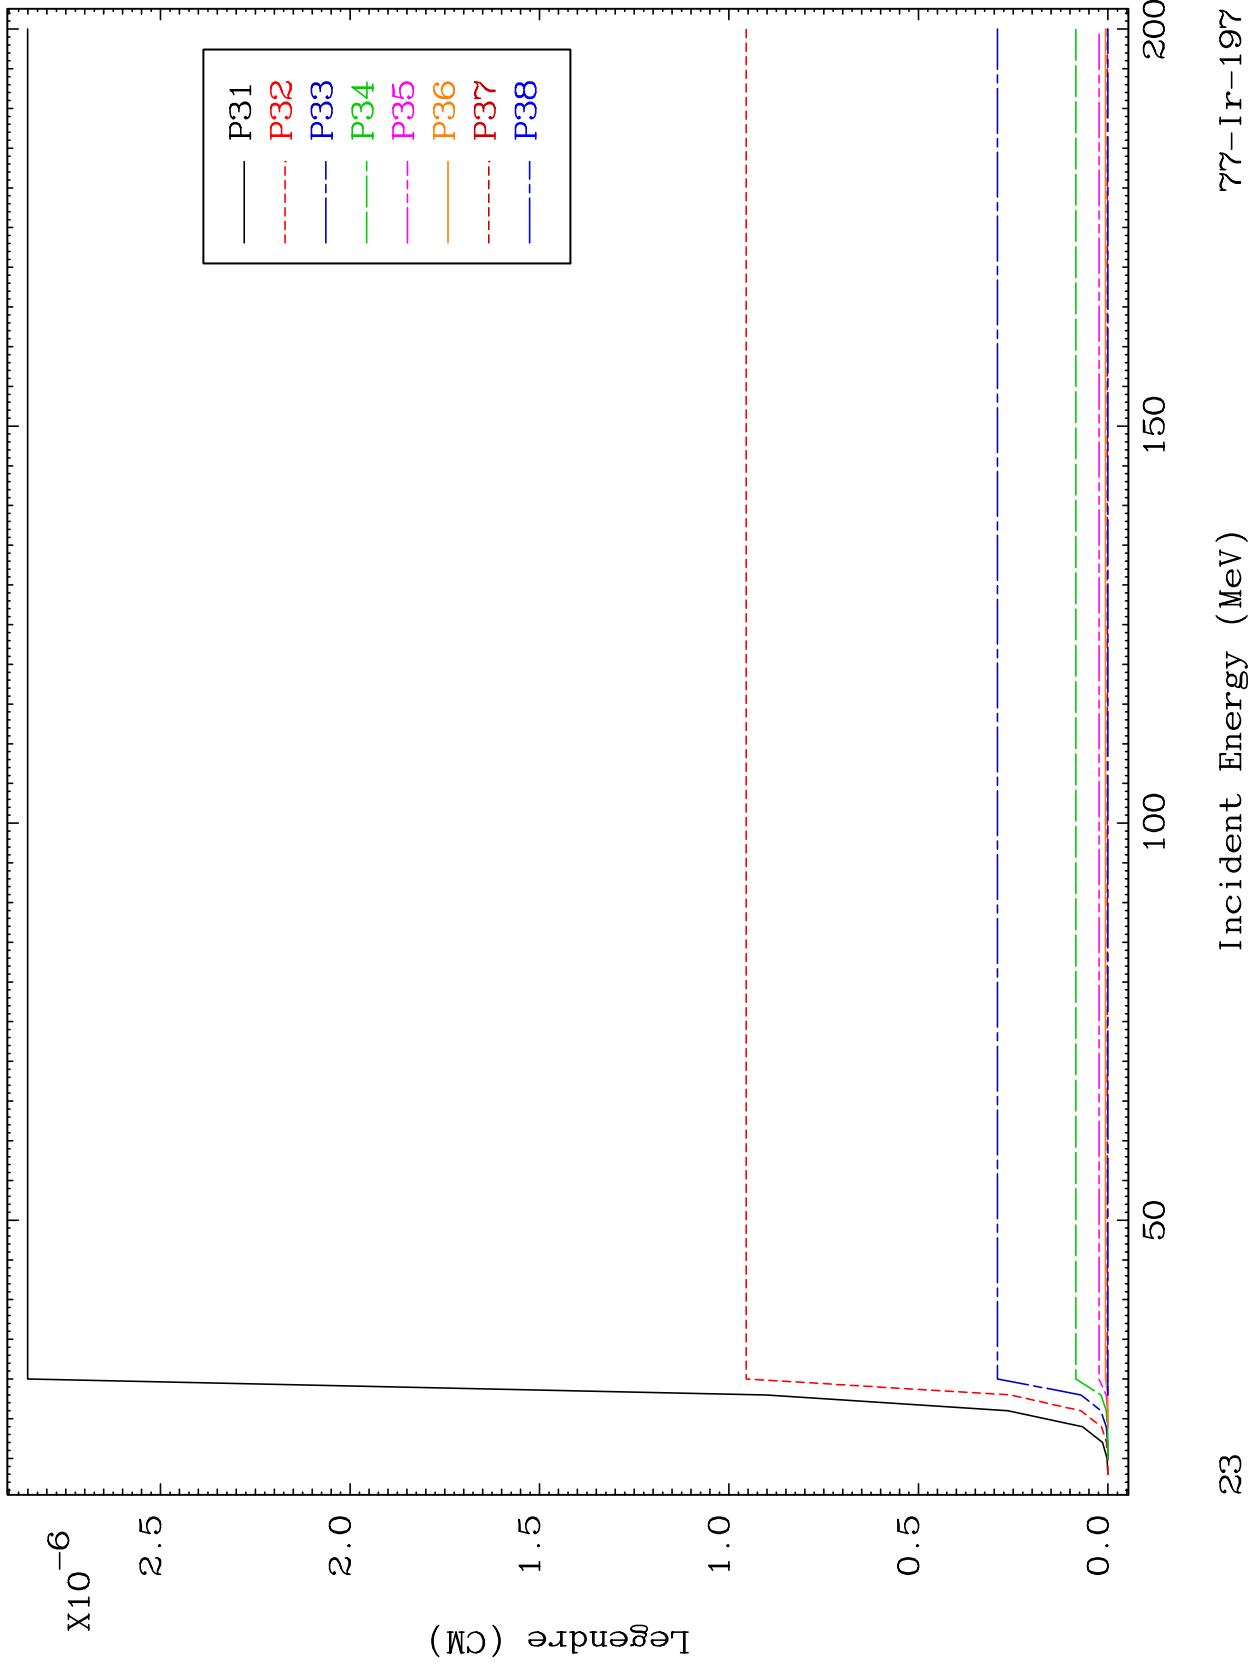 X10-6
2.5
2.0
1.5
1.0
0.5
0.0
Legendre (CM)
P31
P32
P33
P34
P35
P36
P37
P38
50
100
150
200
Incident Energy (MeV)
23
77-Ir-197